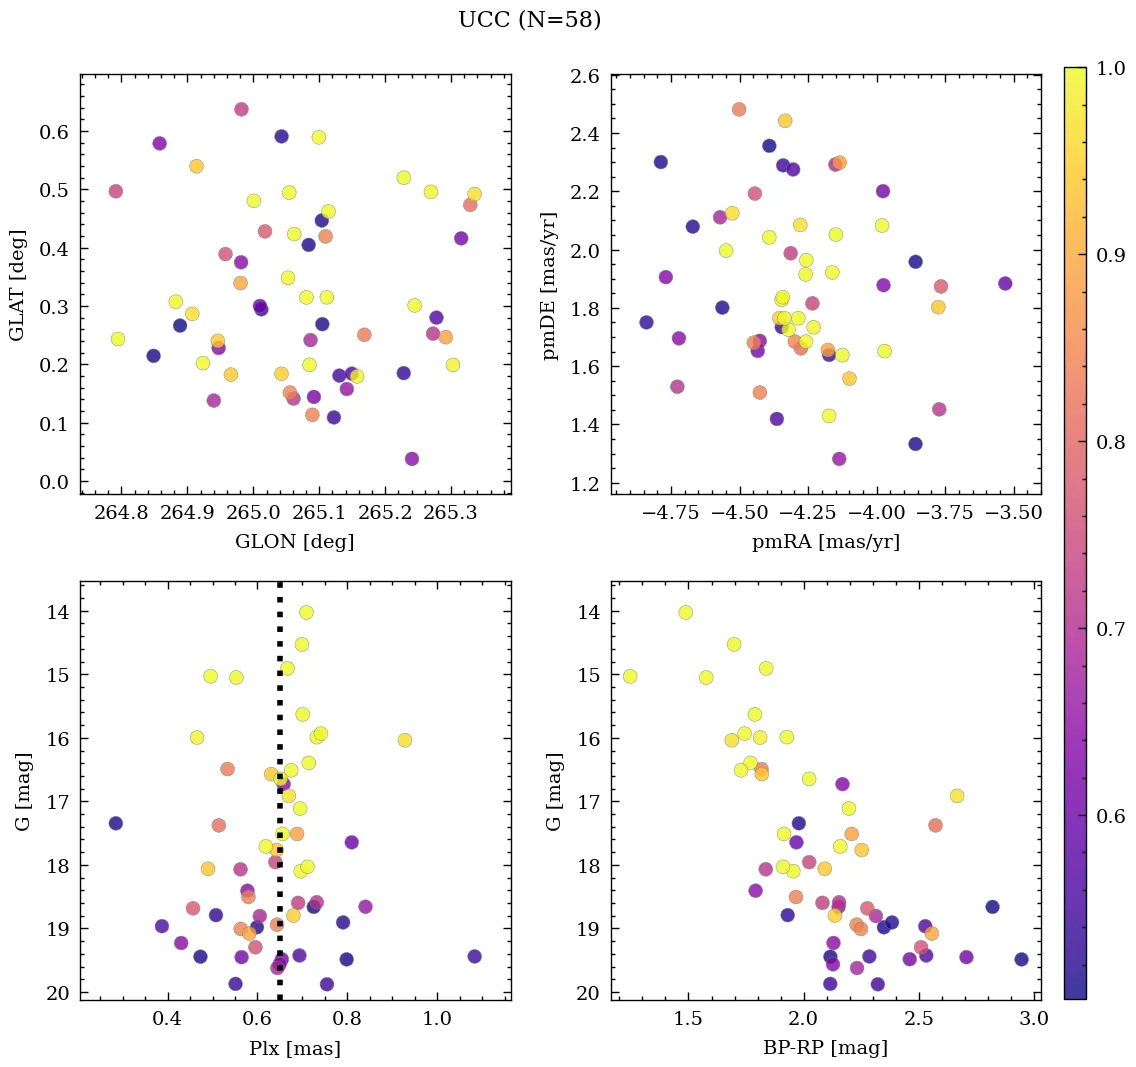 UCC (N=58)
GLAT [deg]
0.6
0.5
0.4
0.3
0.2
0.1
0.0
264.8 264.9 265.0 265.1 265.2 265.3
GLON [deg]
pmDE [mas/yr]
2.6
2.4
2.2
2.0
1.8
1.6
1.4
1.2
−4.75 −4.50 −4.25 −4.00 −3.75 −3.50
pmRA [mas/yr]
G [mag]
14
15
16
17
18
19
20
0.4 0.6 0.8 1.0
Plx [mas]
G [mag]
14
15
16
17
18
19
20
1.5 2.0 2.5 3.0
BP-RP [mag]
1.0
0.9
0.8
0.7
0.6